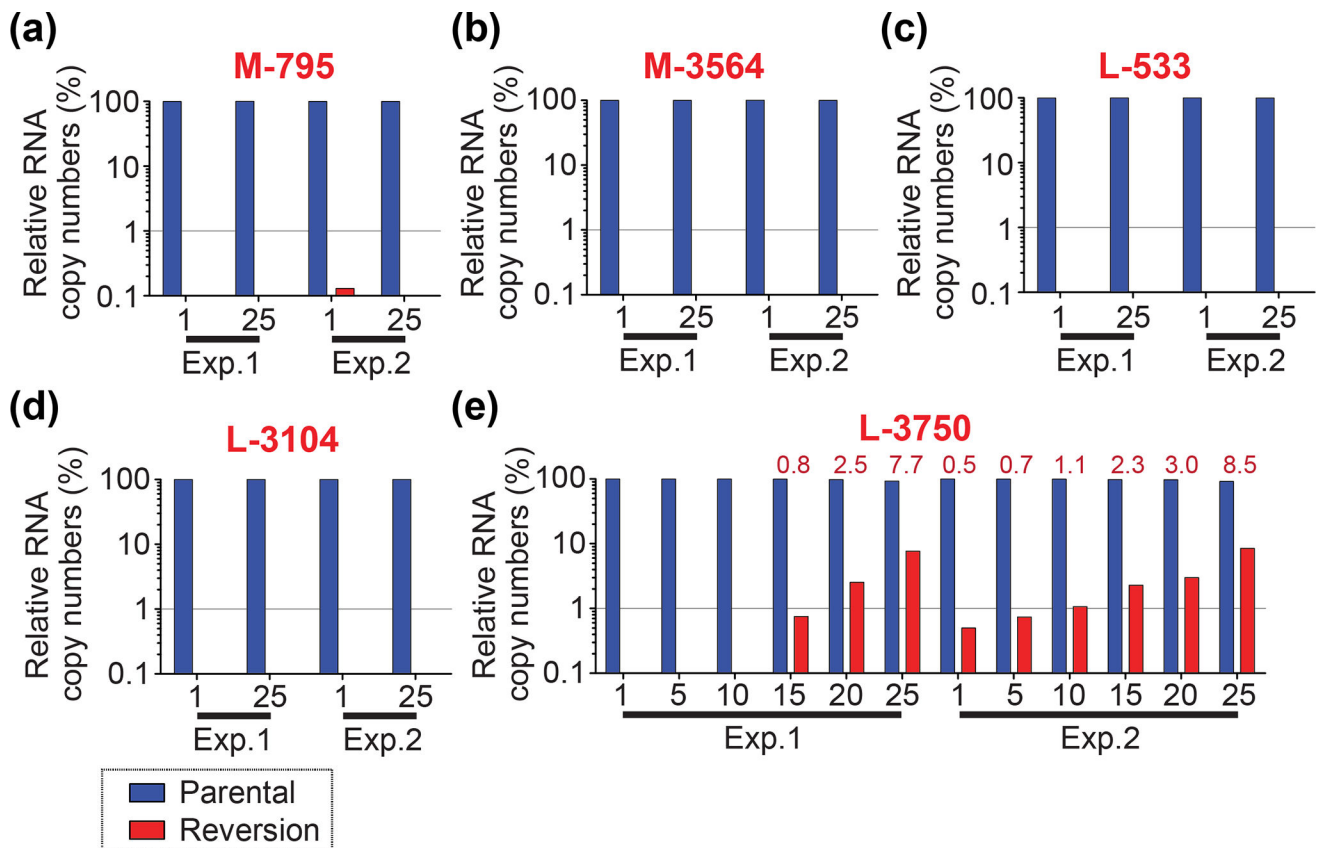 (a)
M-795
Relative RNA
copy numbers (%)
100
10
1
0.1
1 25 1 25
Exp.1 Exp.2
(b)
M-3564
Relative RNA
copy numbers (%)
100
10
1
0.1
1 25 1 25
Exp.1 Exp.2
(c)
L-533
Relative RNA
copy numbers (%)
100
10
1
0.1
1 25 1 25
Exp.1 Exp.2
(d)
L-3104
Relative RNA
copy numbers (%)
100
10
1
0.1
1 25 1 25
Exp.1 Exp.2
(e)
L-3750
0.8 2.5 7.7 0.5 0.7 1.1 2.3 3.0 8.5
Relative RNA
copy numbers (%)
100
10
1
0.1
1 5 10 15 20 25 1 5 10 15 20 25
Exp.1 Exp.2
Parental
Reversion